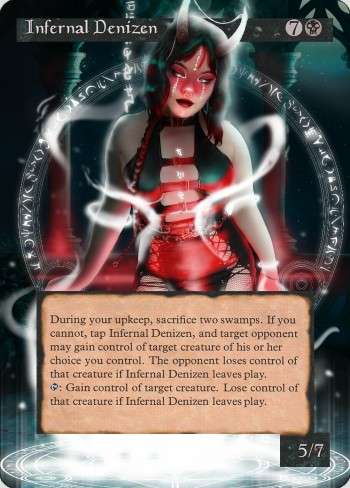 Infernal Denizen 7
During your upkeep, sacrifice two swamps. If you
cannot, tap Infernal Denizen, and target opponent
may gain control of target creature of his or her
choice you control. The opponent loses control of
that creature if Infernal Denizen leaves play.
: Gain control of target creature. Lose control of
that creature if Infernal Denizen leaves play.
5/7